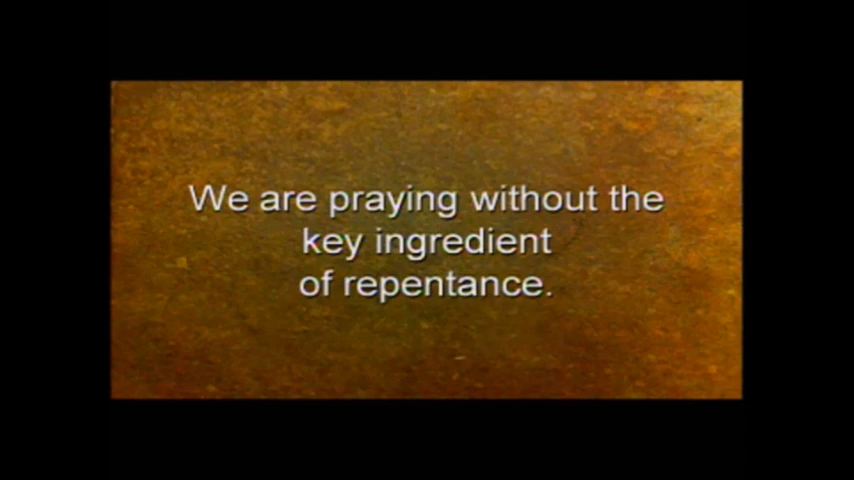 We are praying without the
key ingredient
of repentance.